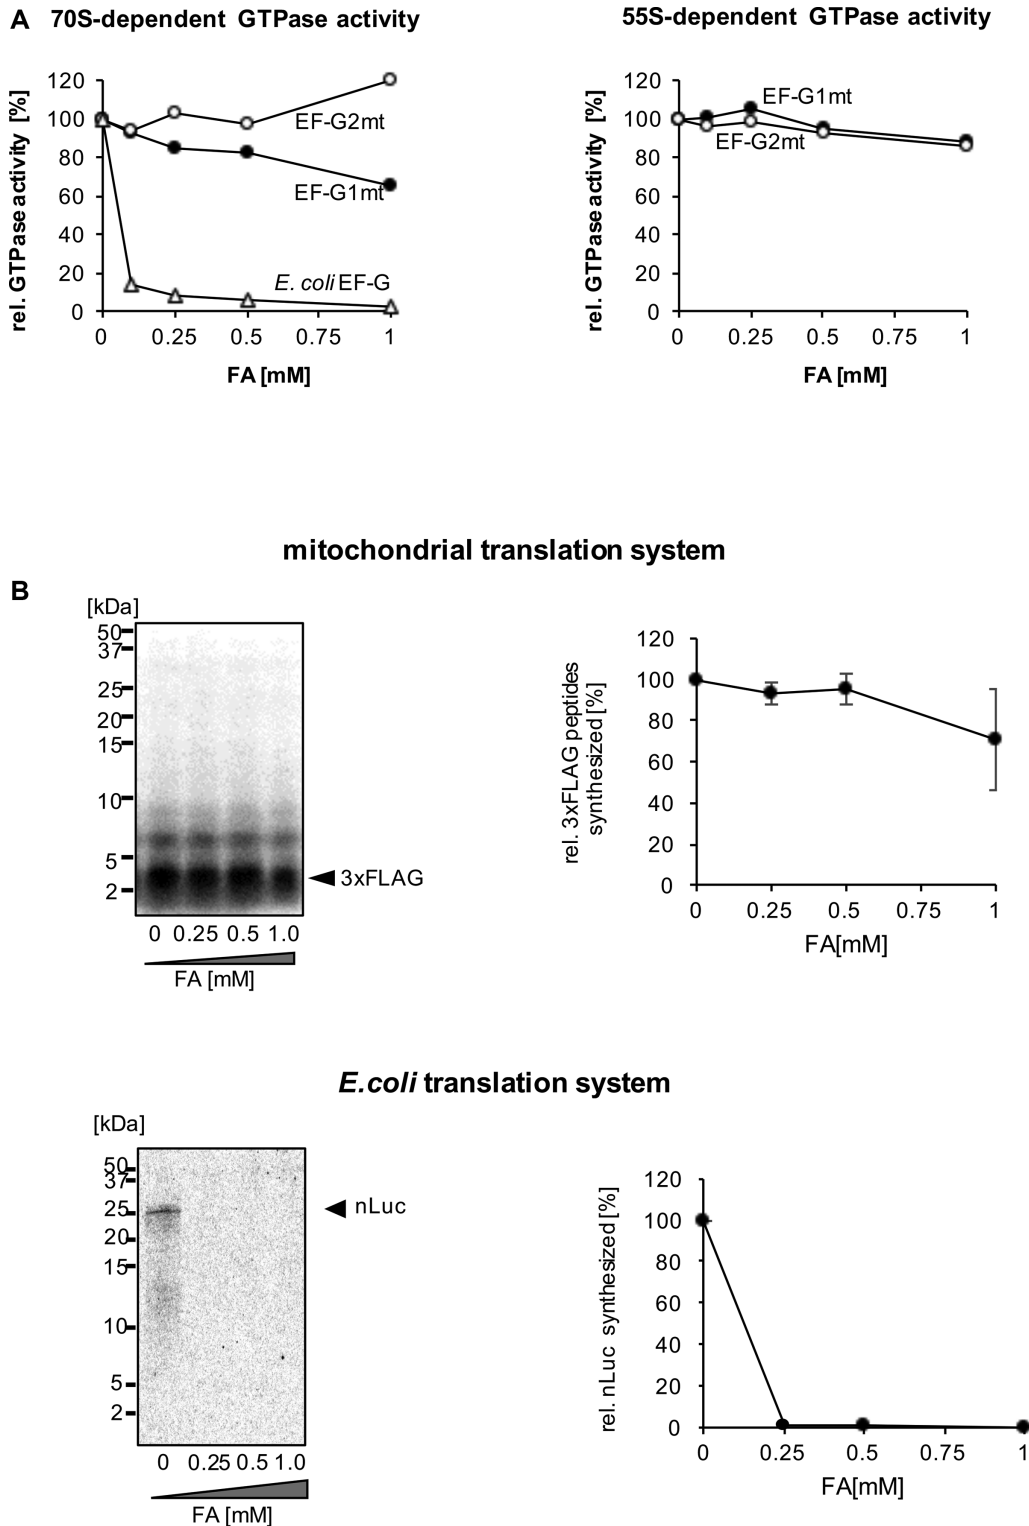 A 70S-dependent GTPase activity
55S-dependent GTPase activity
rel. GTPase activity [%]
120
100
80
60
40
20
0
EF-G2mt
EF-G1mt
E. coli EF-G
0 0.25 0.5 0.75 1
FA [mM]
rel. GTPase activity [%]
120
100
80
60
40
20
0
EF-G1mt
EF-G2mt
0 0.25 0.5 0.75 1
FA [mM]
mitochondrial translation system
B
[kDa]
50
37
25
20
15
10
5
2
3xFLAG
0 0.25 0.5 1.0
FA [mM]
rel. 3xFLAG peptides
synthesized [%]
120
100
80
60
40
20
0
0 0.25 0.5 0.75 1
FA[mM]
E.coli translation system
[kDa]
50
37
25
20
15
10
5
2
nLuc
0 0.25 0.5 1.0
FA [mM]
rel. nLuc synthesized [%]
120
100
80
60
40
20
0
0 0.25 0.5 0.75 1
FA[mM]